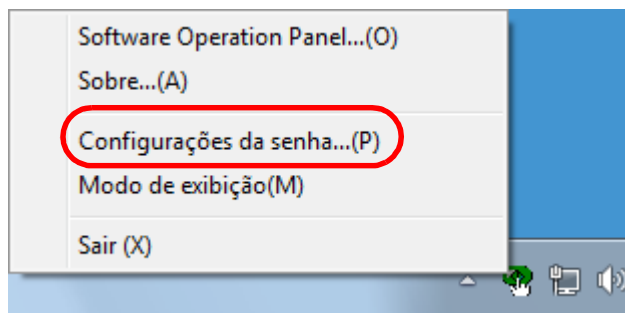 Software Operation Panel...(O)
Sobre...(A)
Configurações da senha...(P)
Modo de exibição(M)
Sair (X)